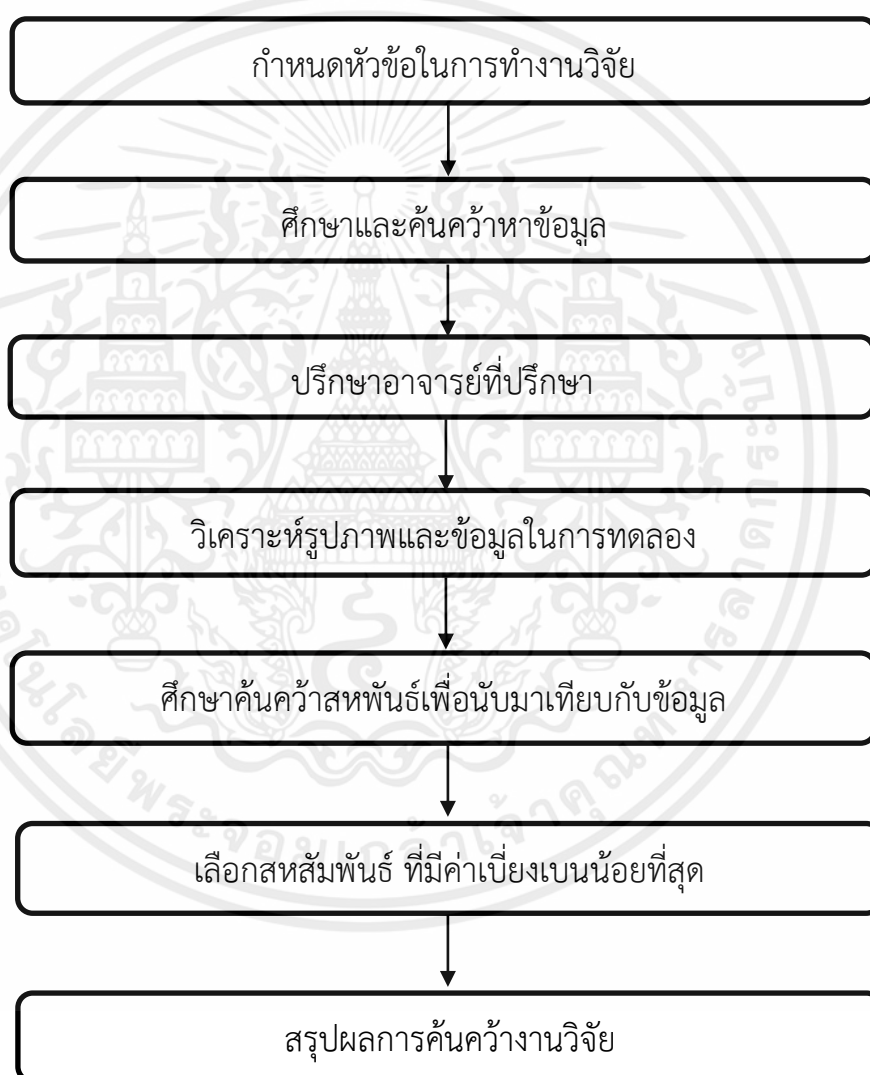 กำหนดหัวข้อในการทำงานวิจัย
ศึกษาและค้นคว้าหาข้อมูล
ปรึกษาอาจารย์ที่ปรึกษา
วิเคราะห์รูปภาพและข้อมูลในการทดลอง
ศึกษาค้นคว้าสหพันธ์เพื่อนับมาเทียบกับข้อมูล
เลือกสหสัมพันธ์ ที่มีค่าเบี่ยงเบนน้อยที่สุด
สรุปผลการค้นคว้างานวิจัย